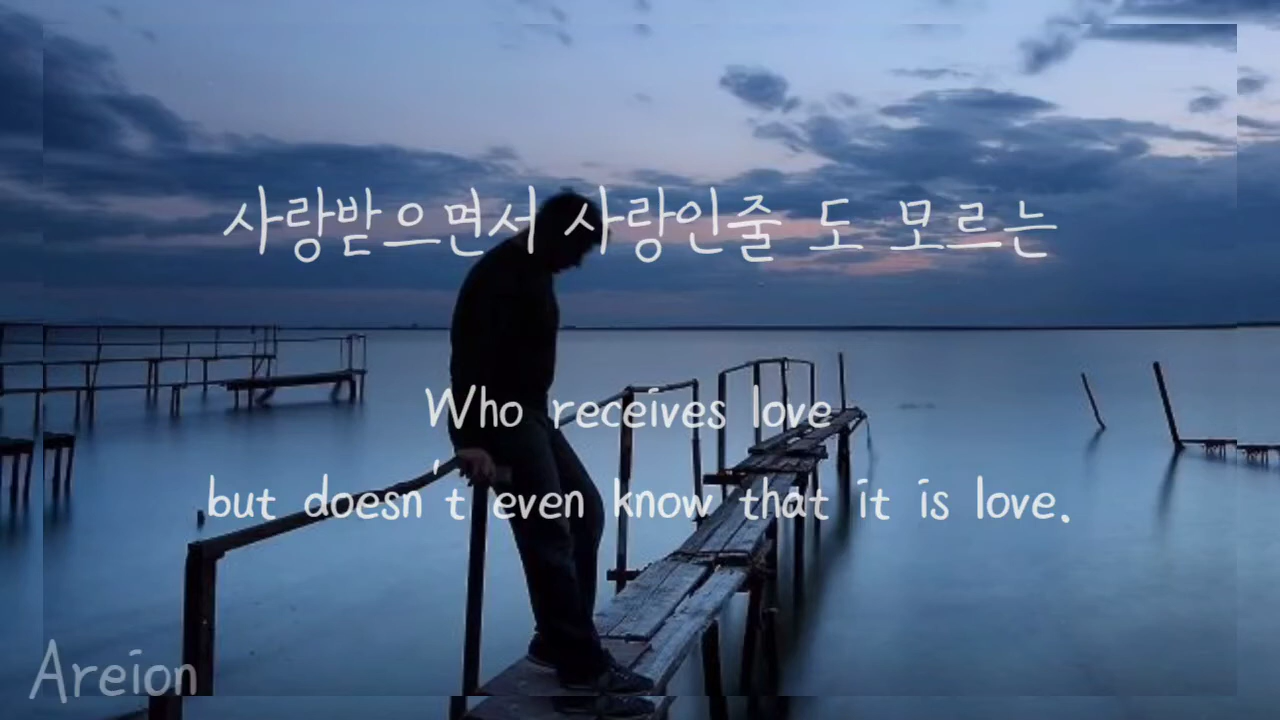 사랑받으면서 사랑인줄 도 모르는
Who receives love
but doesn't even know that it is love.
Areion